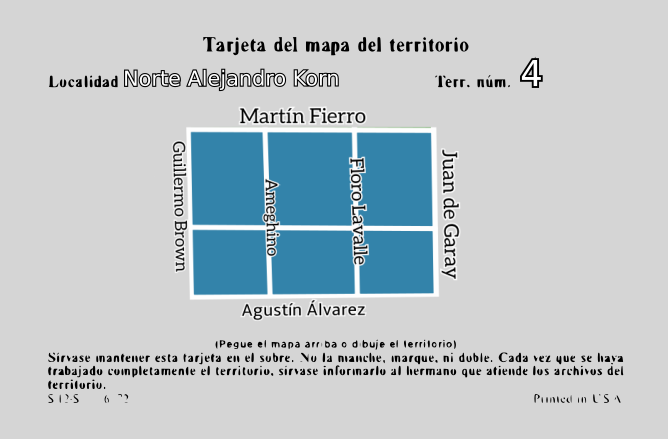 Tarjeta del mapa del territorio
Localidad Norte Alejandro Korn Terr. núm. 4
Martín Fierro
Guillermo Brown
Ameghino
Floro Lavalle
Juan de Garay
Agustín Álvarez
(Pegue el mapa arriba o dibuje el territorio)
Sírvase mantener esta tarjeta en el sobre. No la manche, marque, ni doble. Cada vez que se haya
trabajado completamente el territorio, sírvase informarlo al hermano que atiende los archivos del
territorio.
S-12-S 6-72 Printed in U.S.A.